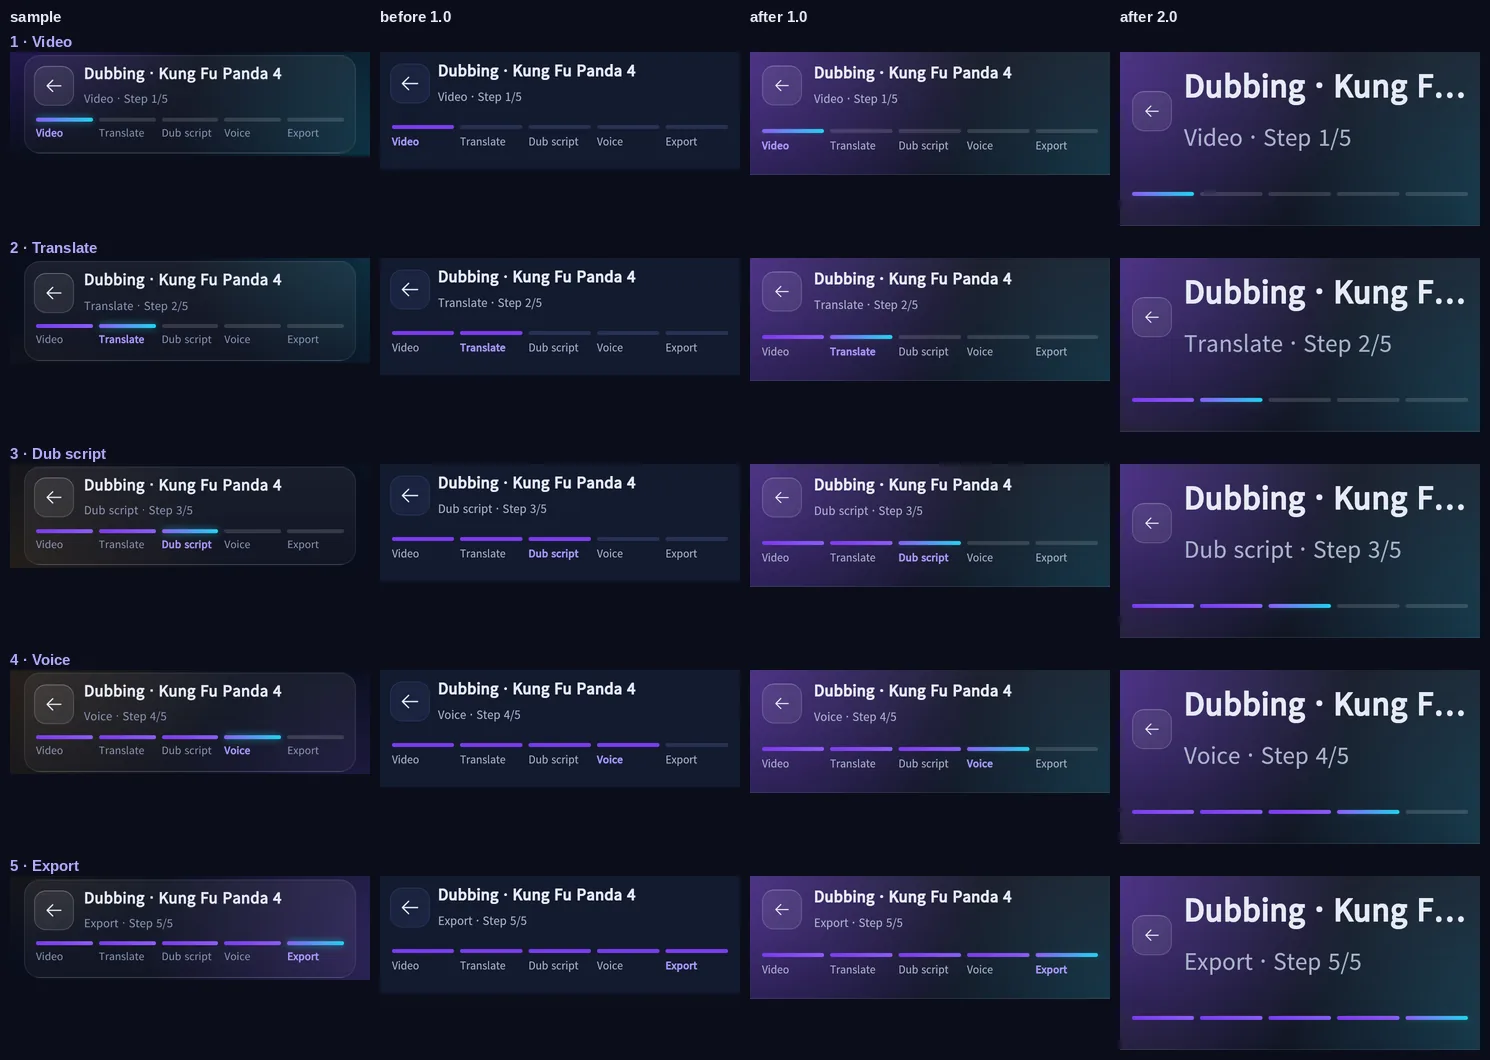 sample before 1.0 after 1.0 after 2.0
1 · Video
Dubbing · Kung Fu Panda 4
Video · Step 1/5
Video Translate Dub script Voice Export
Dubbing · Kung Fu Panda 4
Video · Step 1/5
Video Translate Dub script Voice Export
Dubbing · Kung Fu Panda 4
Video · Step 1/5
Video Translate Dub script Voice Export
Dubbing · Kung F...
Video · Step 1/5
2 · Translate
Dubbing · Kung Fu Panda 4
Translate · Step 2/5
Video Translate Dub script Voice Export
Dubbing · Kung Fu Panda 4
Translate · Step 2/5
Video Translate Dub script Voice Export
Dubbing · Kung Fu Panda 4
Translate · Step 2/5
Video Translate Dub script Voice Export
Dubbing · Kung F...
Translate · Step 2/5
3 · Dub script
Dubbing · Kung Fu Panda 4
Dub script · Step 3/5
Video Translate Dub script Voice Export
Dubbing · Kung Fu Panda 4
Dub script · Step 3/5
Video Translate Dub script Voice Export
Dubbing · Kung Fu Panda 4
Dub script · Step 3/5
Video Translate Dub script Voice Export
Dubbing · Kung F...
Dub script · Step 3/5
4 · Voice
Dubbing · Kung Fu Panda 4
Voice · Step 4/5
Video Translate Dub script Voice Export
Dubbing · Kung Fu Panda 4
Voice · Step 4/5
Video Translate Dub script Voice Export
Dubbing · Kung Fu Panda 4
Voice · Step 4/5
Video Translate Dub script Voice Export
Dubbing · Kung F...
Voice · Step 4/5
5 · Export
Dubbing · Kung Fu Panda 4
Export · Step 5/5
Video Translate Dub script Voice Export
Dubbing · Kung Fu Panda 4
Export · Step 5/5
Video Translate Dub script Voice Export
Dubbing · Kung Fu Panda 4
Export · Step 5/5
Video Translate Dub script Voice Export
Dubbing · Kung F...
Export · Step 5/5